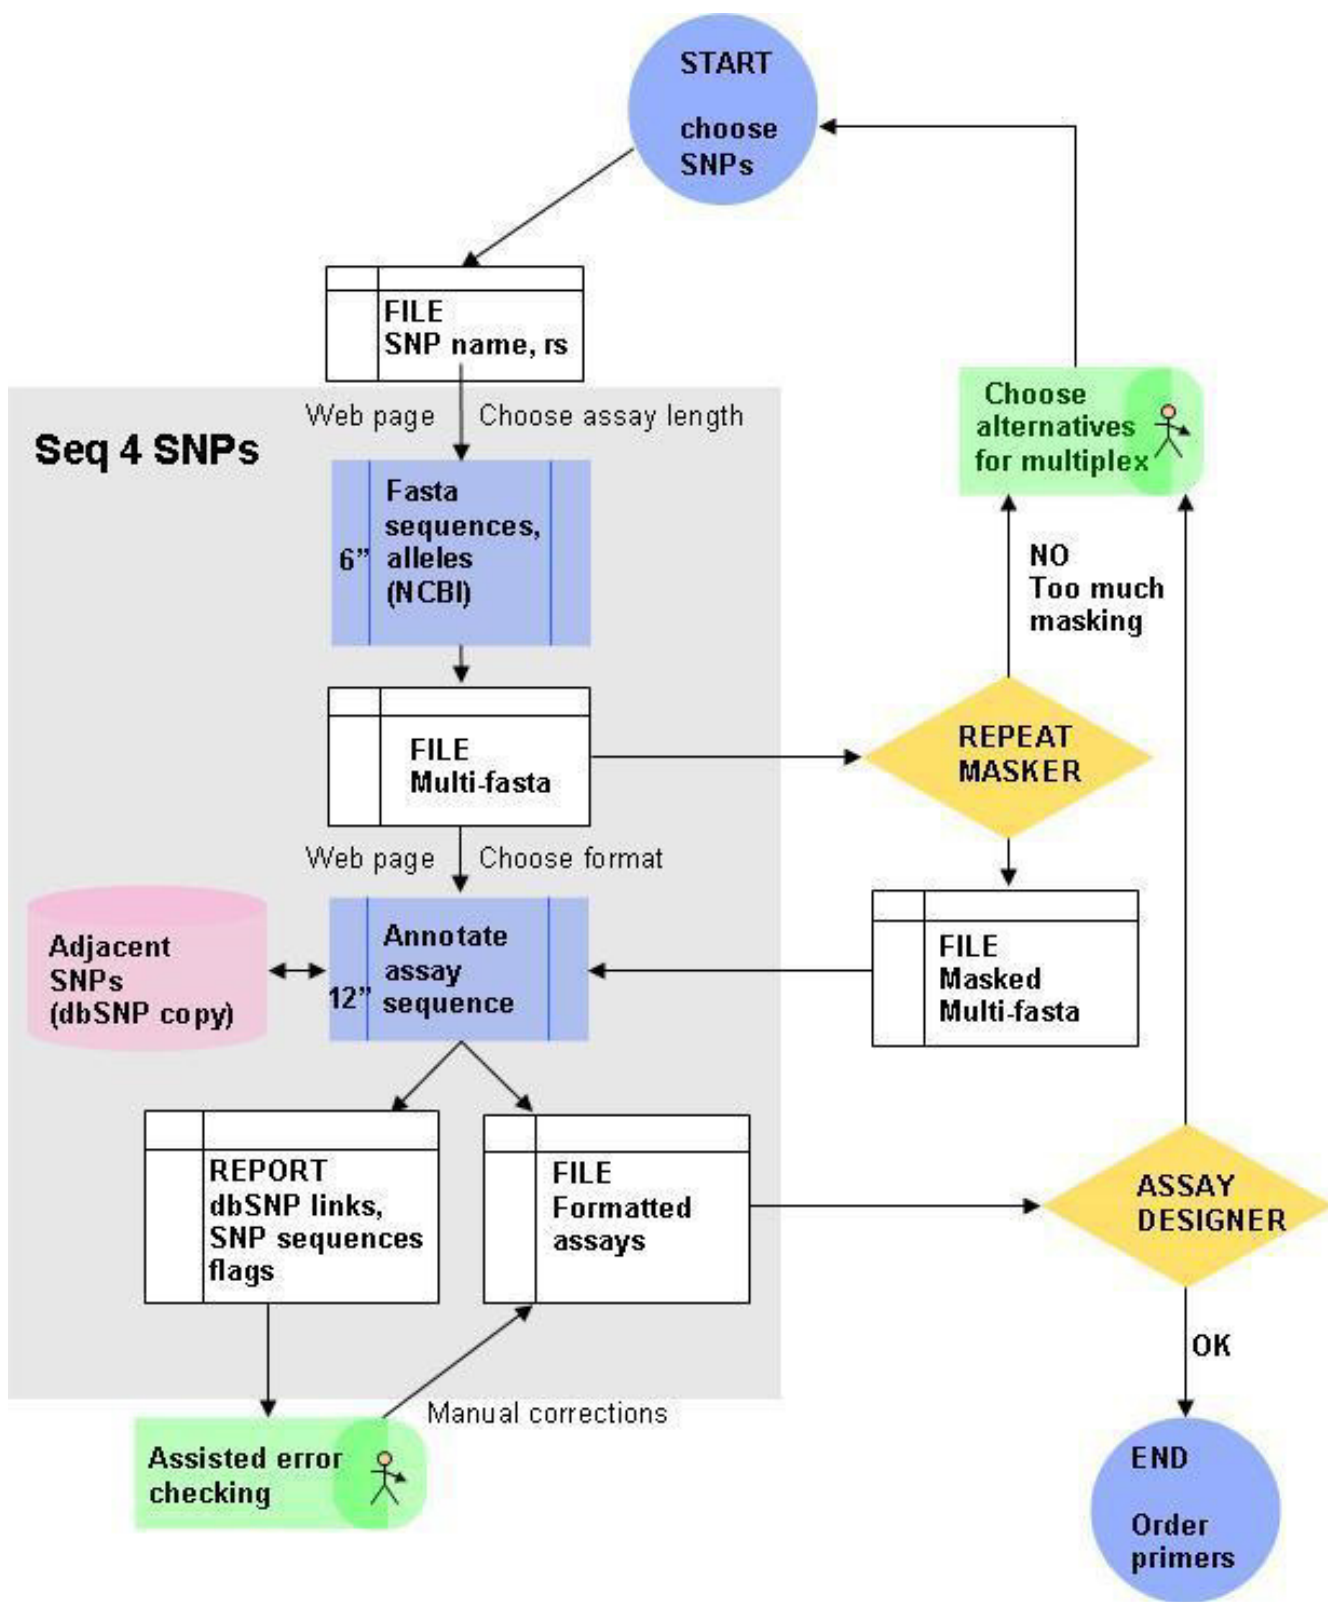 START
choose
SNPs
FILE
SNP name, rs
Web page
Choose assay length
Seq 4 SNPs
Choose
alternatives
for multiplex
6”
Fasta
sequences,
alleles
(NCBI)
NO
Too much
masking
FILE
Multi-fasta
REPEAT
MASKER
Web page
Choose format
Adjacent
SNPs
(dbSNP copy)
12”
Annotate
assay
sequence
FILE
Masked
Multi-fasta
REPORT
dbSNP links,
SNP sequences
flags
FILE
Formatted
assays
ASSAY
DESIGNER
OK
Manual corrections
Assisted error
checking
END
Order
primers